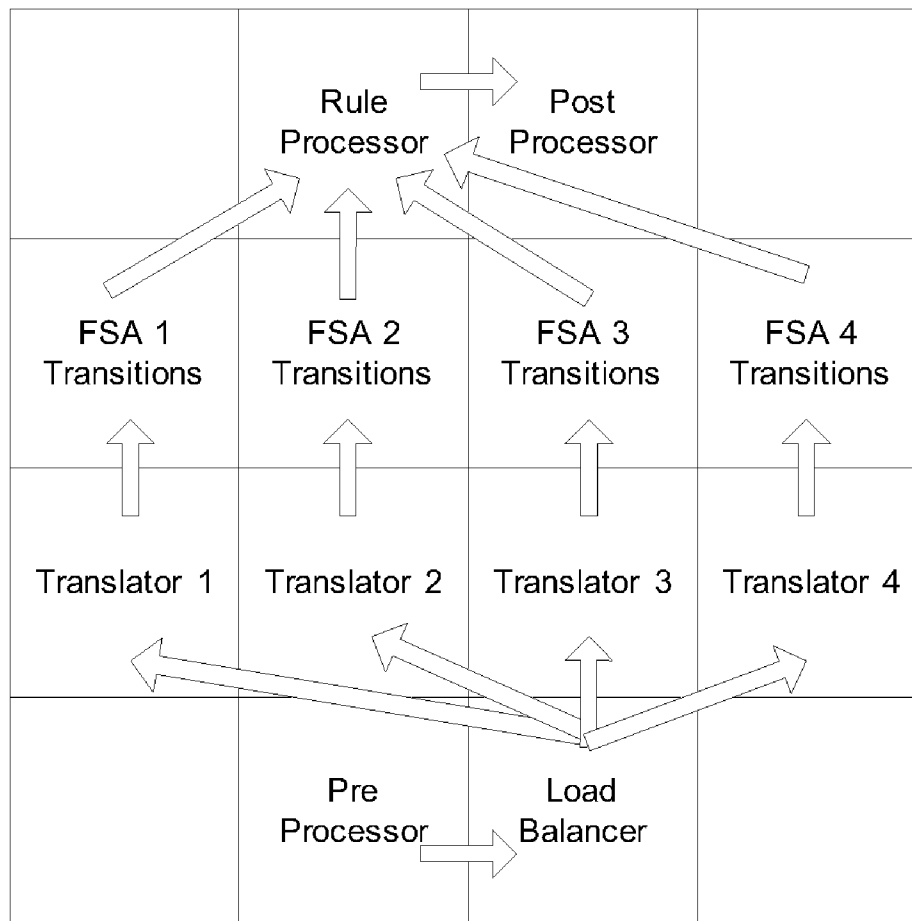 Rule
Processor
Post
Processor
FSA 1
Transitions
FSA 2
Transitions
FSA 3
Transitions
FSA 4
Transitions
Translator 1
Translator 2
Translator 3
Translator 4
Pre
Processor
Load
Balancer